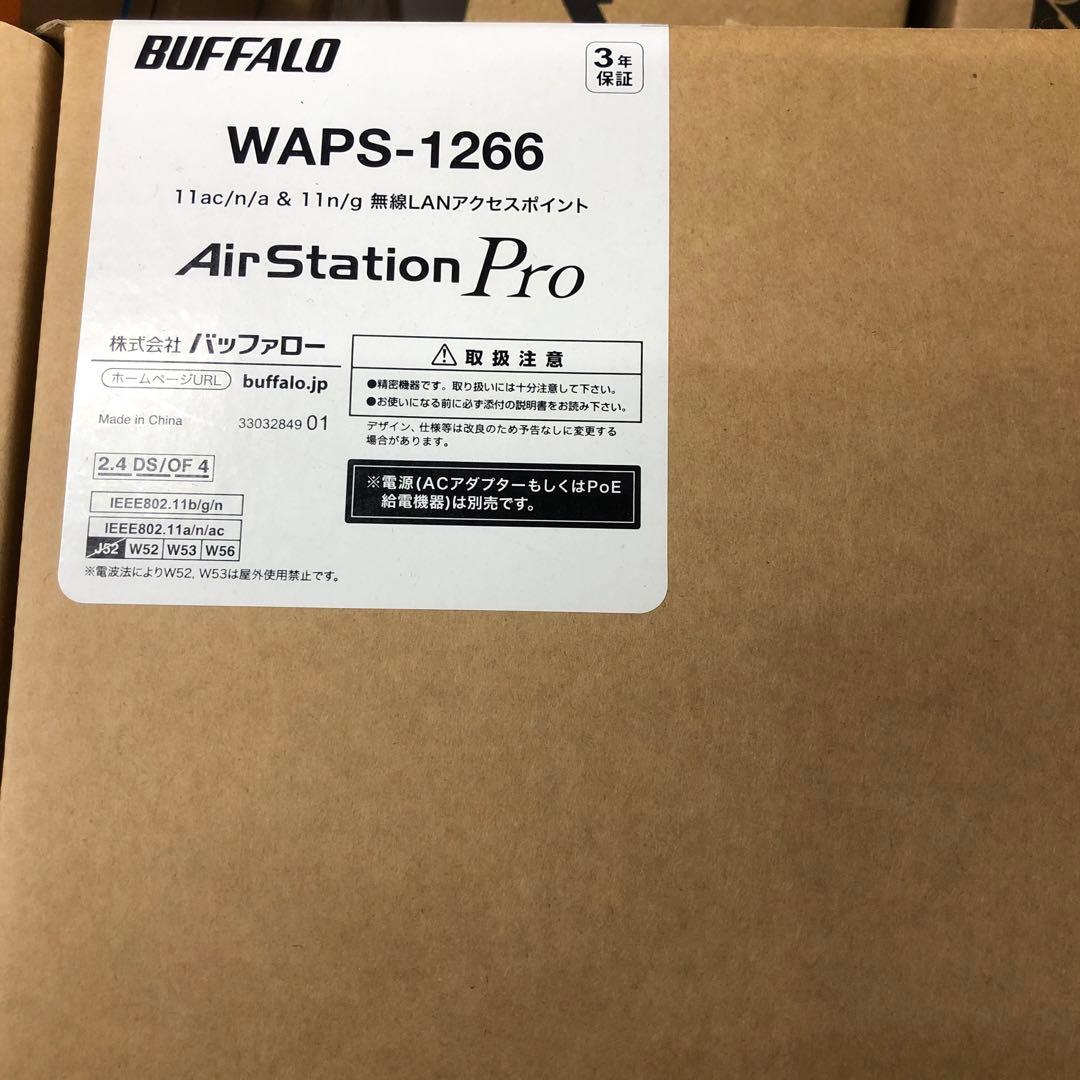 BUFFALO
3年
保証
WAPS-1266
11ac/n/a & 11n/g 無線LANアクセスポイント
AirStation Pro
株式会社 バッファロー
ホームページURL buffalo.jp
Made in China 33032849 01
2.4 DS/OF 4
IEEE802.11b/g/n
IEEE802.11a/n/ac
J52 W52 W53 W56
※電波法によりW52, W53は屋外使用禁止です。
⚠取扱注意
●精密機器です。取り扱いには十分注意して下さい。
●お使いになる前に必ず添付の説明書をお読み下さい。
デザイン、仕様等は改良のため予告なしに変更する
場合があります。
※電源(ACアダプターもしくはPoE
給電機器)は別売です。